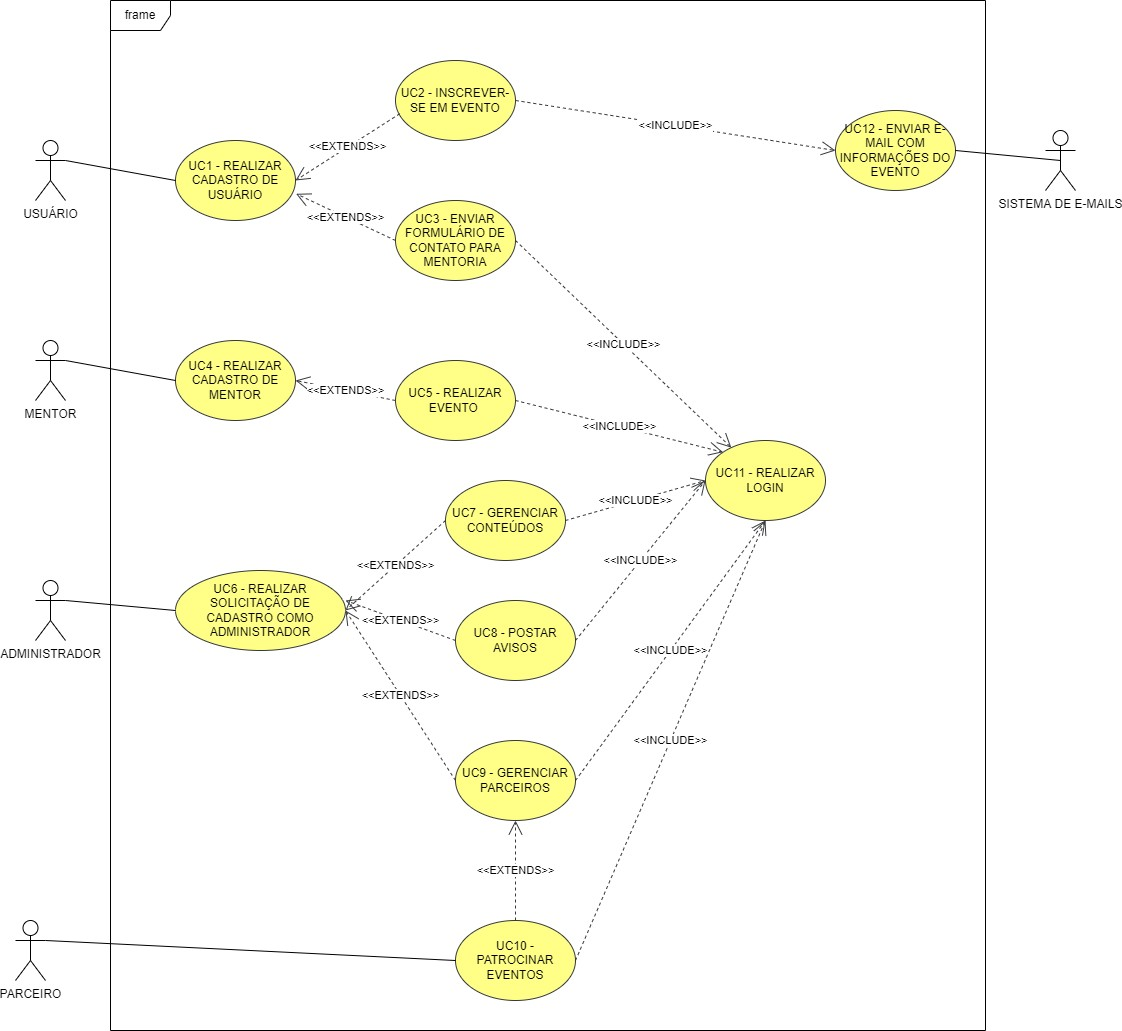 frame
UC2 - INSCREVER-
SE EM EVENTO
<<INCLUDE>>
UC12 - ENVIAR E-
MAIL COM
INFORMAÇÕES DO
EVENTO
<<EXTENDS>>
UC1 - REALIZAR
CADASTRO DE
USUÁRIO
USUÁRIO
SISTEMA DE E-MAILS
<<EXTENDS>>
UC3 - ENVIAR
FORMULÁRIO DE
CONTATO PARA
MENTORIA
<<INCLUDE>>
UC4 - REALIZAR
CADASTRO DE
MENTOR
MENTOR
<<EXTENDS>>
UC5 - REALIZAR
EVENTO
<<INCLUDE>>
UC11 - REALIZAR
LOGIN
UC7 - GERENCIAR
CONTEÚDOS
<<INCLUDE>>
<<EXTENDS>>
<<INCLUDE>>
UC6 - REALIZAR
SOLICITAÇÃO DE
CADASTRO COMO
ADMINISTRADOR
ADMINISTRADOR
<<EXTENDS>>
UC8 - POSTAR
AVISOS
<<INCLUDE>>
<<EXTENDS>>
<<INCLUDE>>
UC9 - GERENCIAR
PARCEIROS
<<EXTENDS>>
UC10 -
PATROCINAR
EVENTOS
PARCEIRO